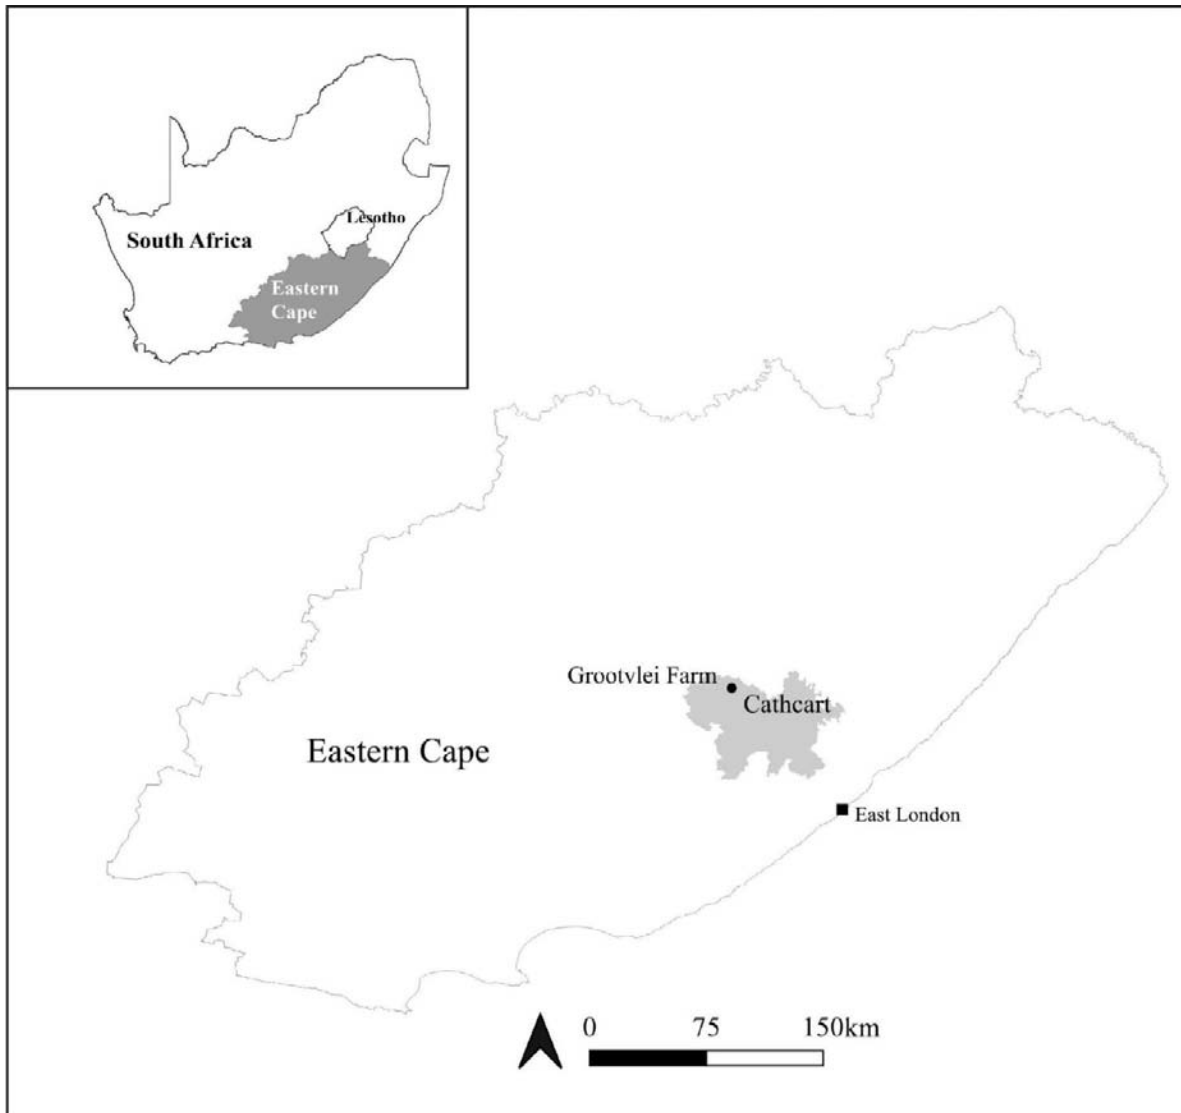 South Africa
Lesotho
Eastern
Cape
Grootvlei Farm
Cathcart
Eastern Cape
East London
0 75 150km